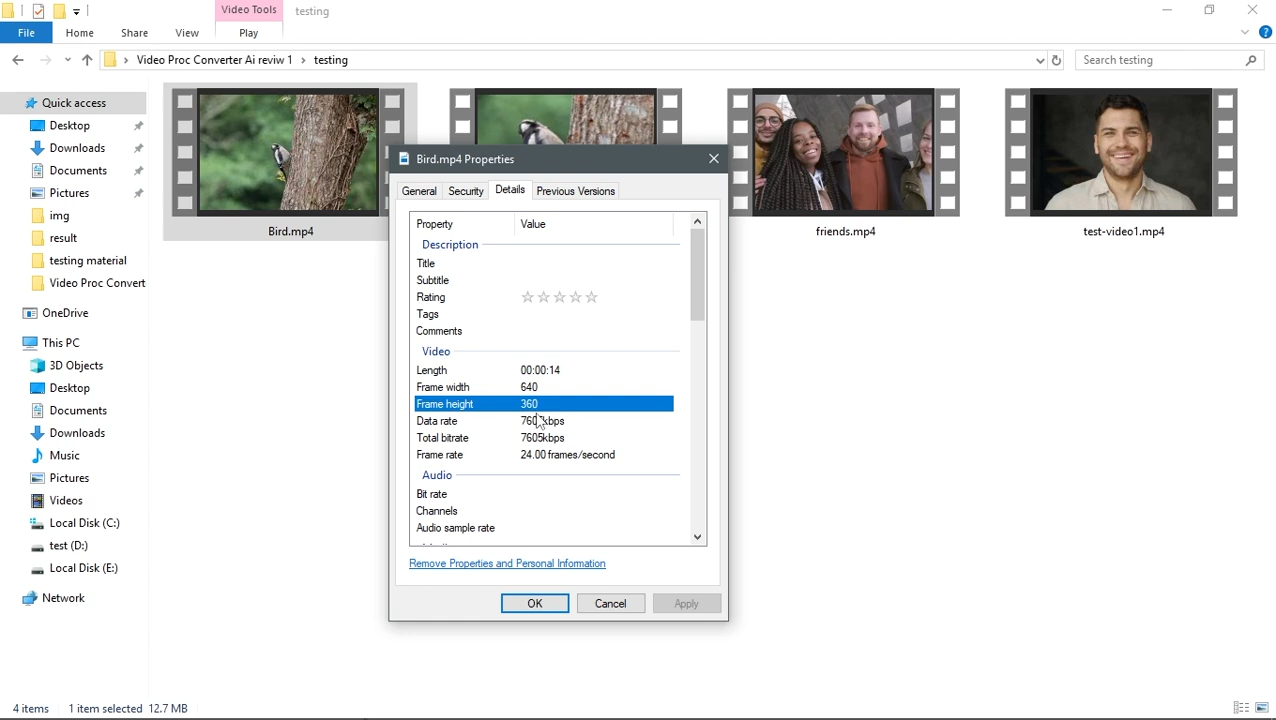 Video Tools
testing
File
Home
Share
View
Play
Video Proc Converter Ai reviw 1
testing
Search testing
Quick access
Desktop
Downloads
Documents
Pictures
img
result
testing material
Video Proc Convert
OneDrive
This PC
3D Objects
Desktop
Documents
Downloads
Music
Pictures
Videos
Local Disk (C:)
test (D:)
Local Disk (E:)
Network
Bird.mp4
friends.mp4
test-video1.mp4
Bird.mp4 Properties
General
Security
Details
Previous Versions
Property Value
Description
Title
Subtitle
Rating
Tags
Comments
Video
Length 00:00:14
Frame width 640
Frame height 360
Data rate kbps
Total bitrate 7605kbps
Frame rate 24.00 frames/second
Audio
Bit rate
Channels
Audio sample rate
Remove Properties and Personal Information
OK
Cancel
Apply
4 items 1 item selected 12.7 MB